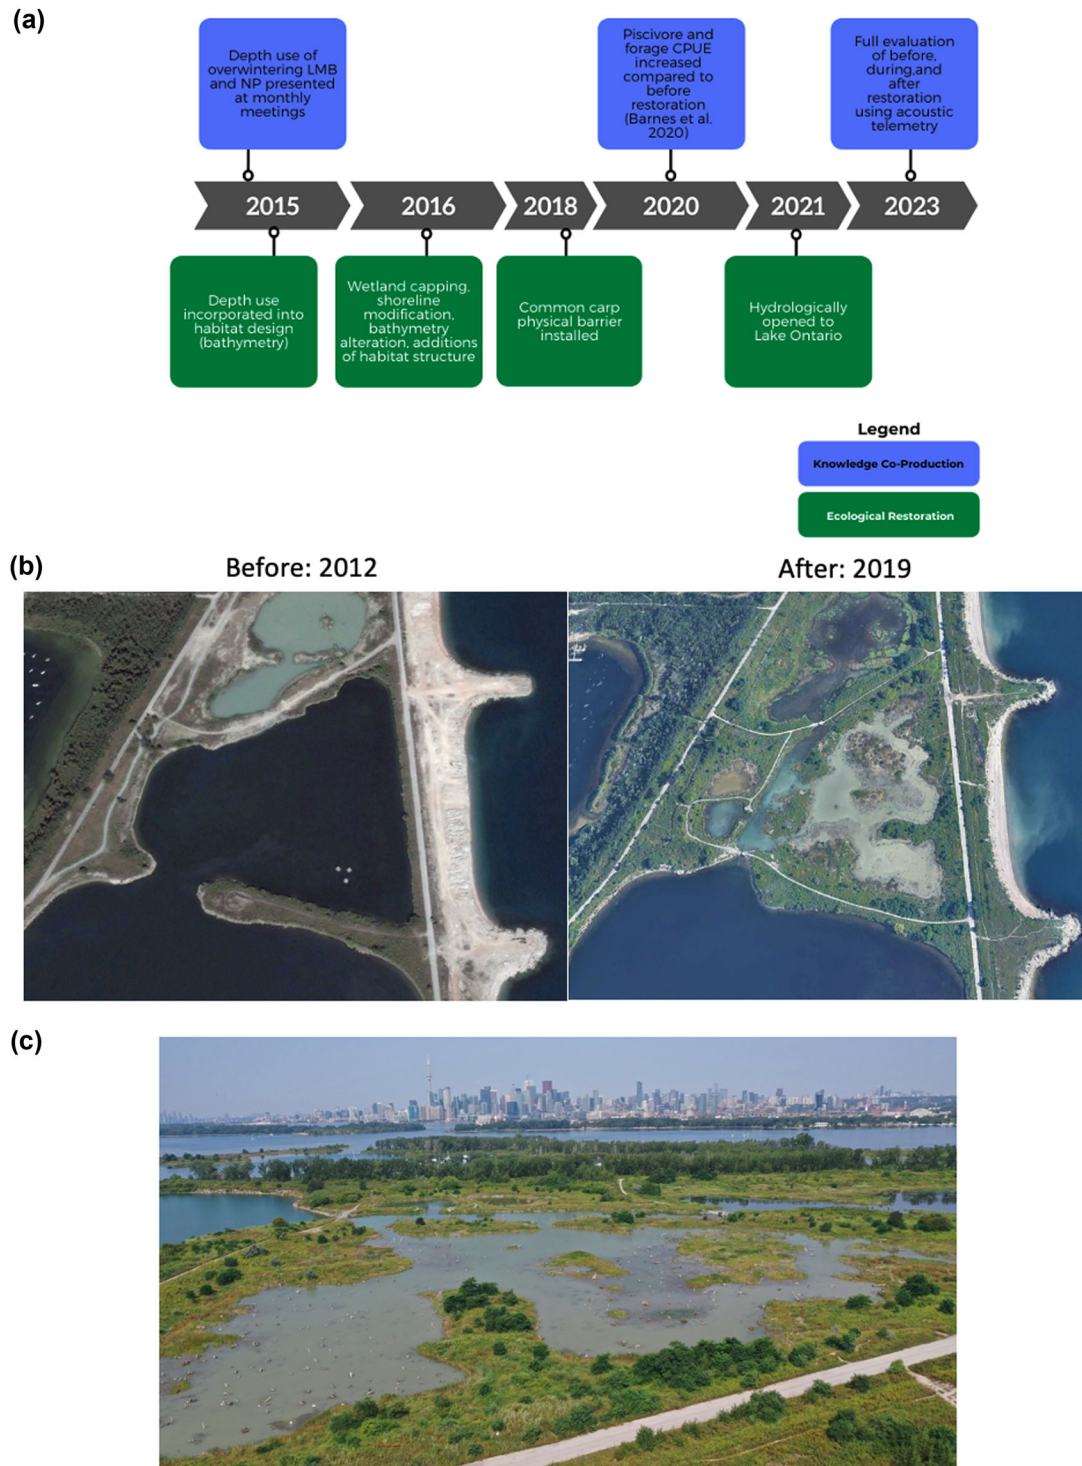 (a)
Depth use of
overwintering LMB
and NP presented
at monthly
meetings
Piscivore and
forage CPUE
increased
compared to
before
restoration
(Barnes et al.
2020)
Full evaluation
of before,
during,and
after
restoration
using acoustic
telemetry
2015
2016
2018
2020
2021
2023
Depth use
incorporated into
habitat design
(bathymetry)
Wetland capping,
shoreline
modification,
bathymetry
alteration, additions
of habitat structure
Common carp
physical barrier
installed
Hydrologically
opened to
Lake Ontario
Legend
Knowledge Co-Production
Ecological Restoration
(b)
Before: 2012
After: 2019
(c)